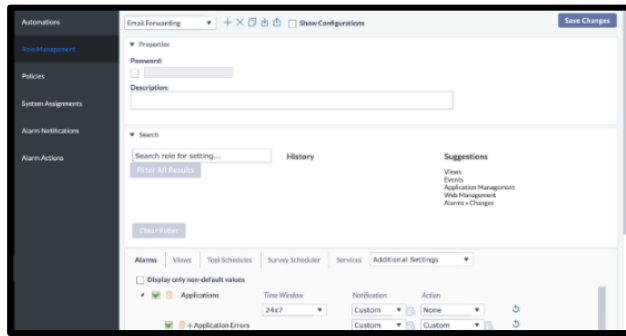 Automations
Email Forwarding
Show Configurations
Save Changes
Role Management
Properties
Password:
Policies
Description:
System Assignments
Alarm Notifications
Search
Search role for setting...
History
Suggestions
Alarm Actions
Filter All Results
Views
Events
Application Management
Web Management
Alarms + Changes
Clear Filter
Alarms Views Tool Schedules Survey Scheduler Services Additional Settings
Display only non-default values
Applications Time Window Notification Action
24x7 Custom None
+Application Errors Custom Custom